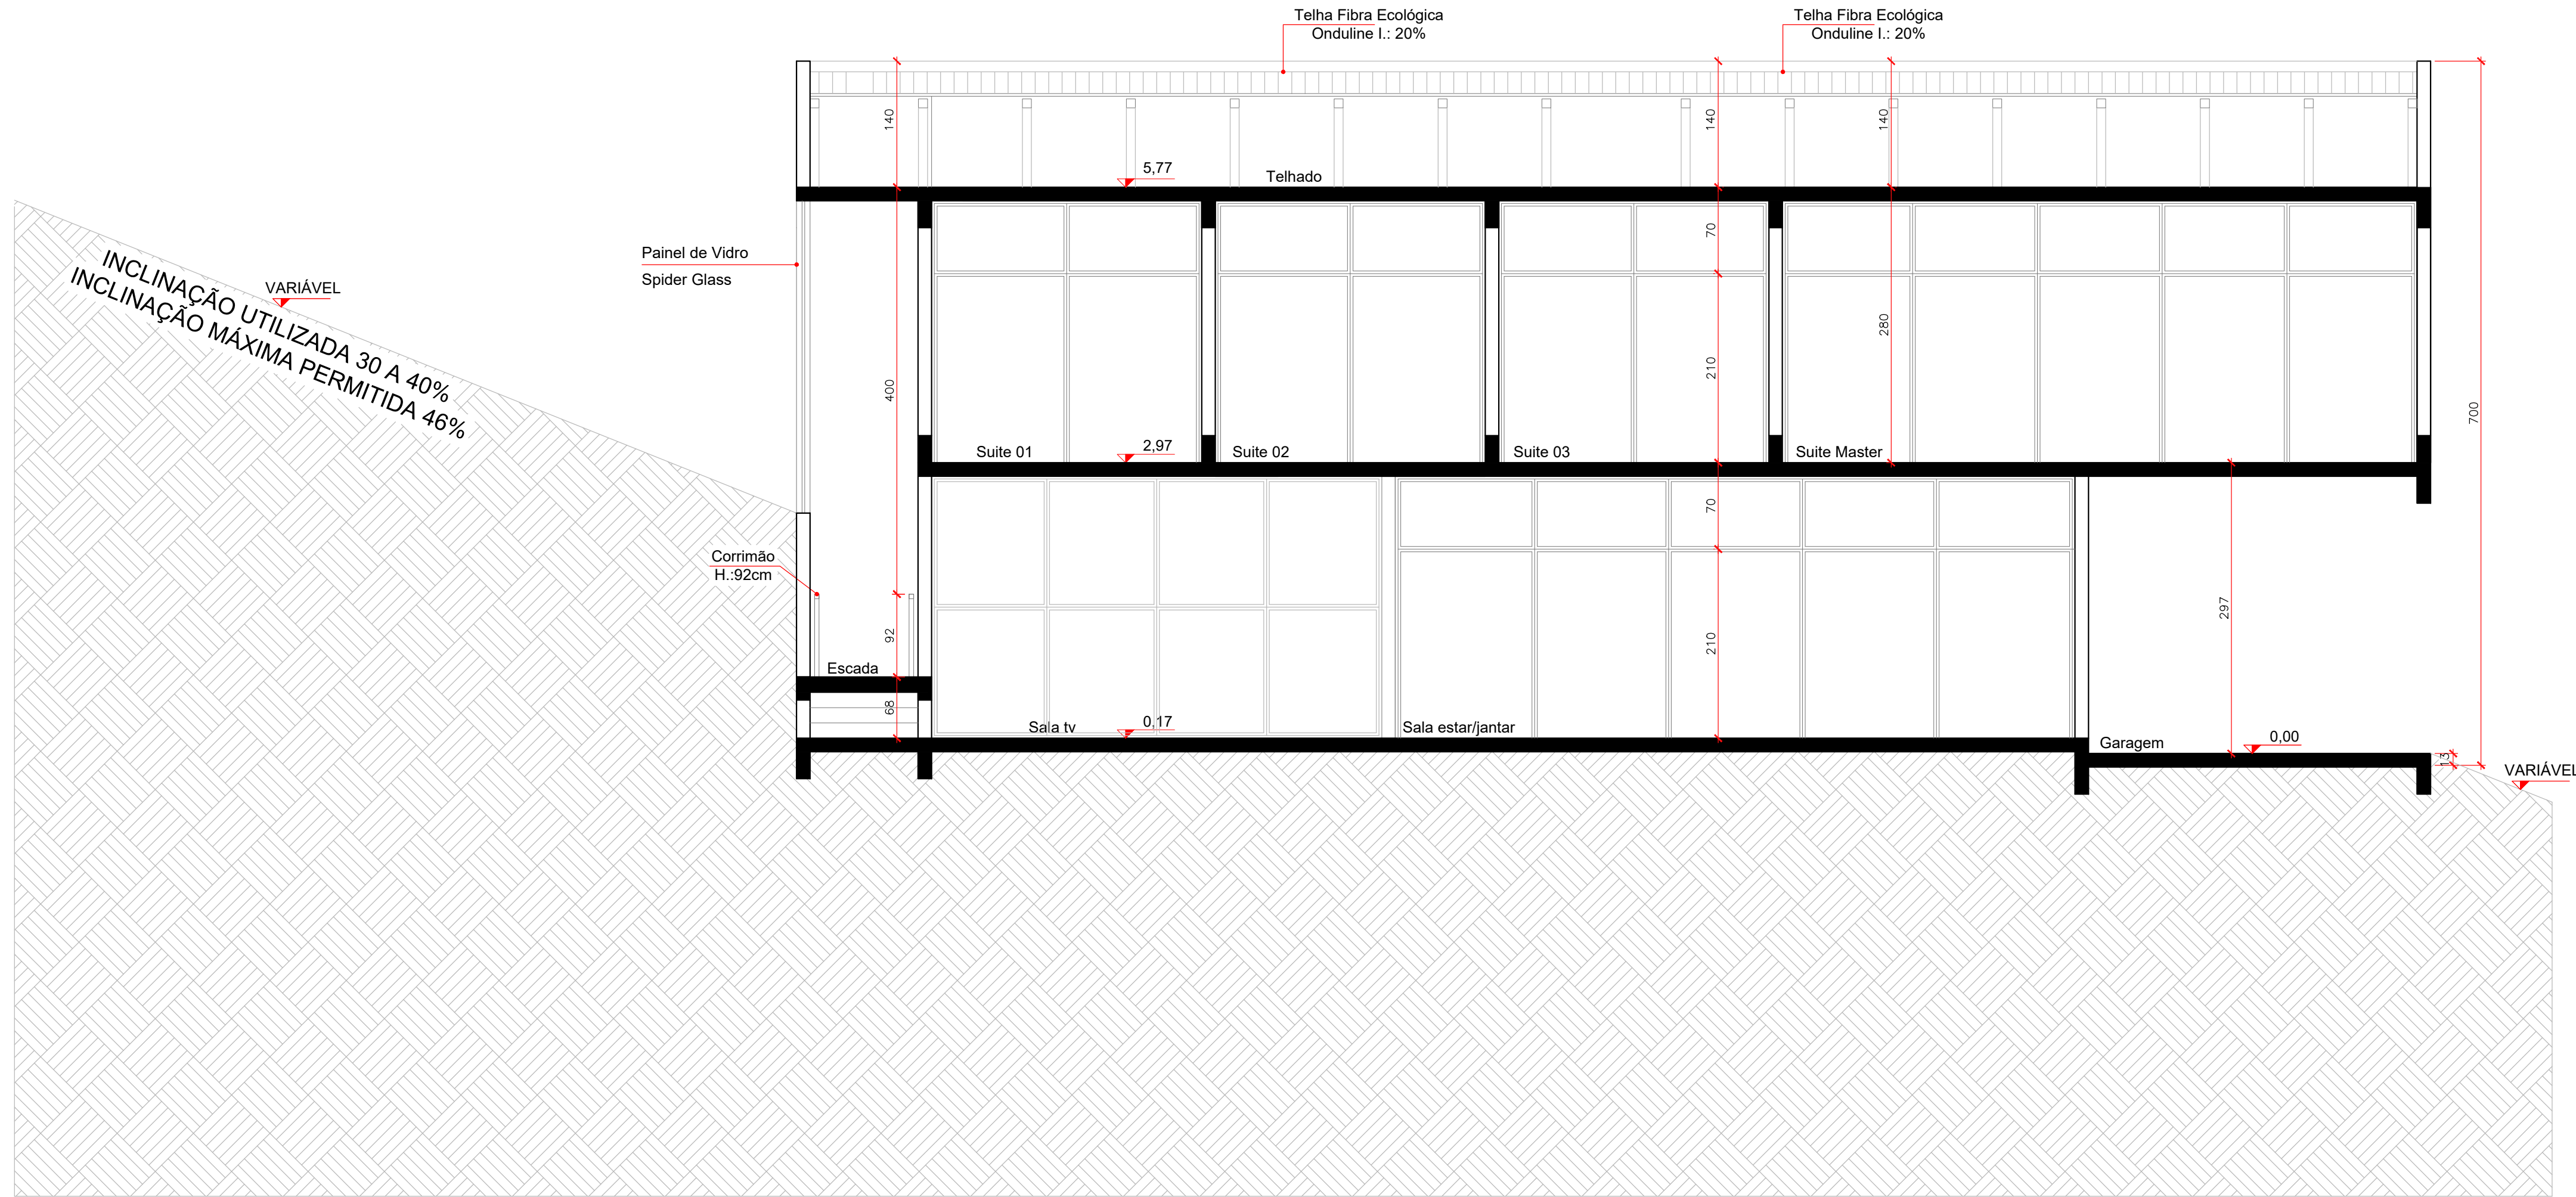 Telha Fibra Ecológica
Onduline I.: 20%
Telha Fibra Ecológica
Onduline I.: 20%
140
140
140
5,77
Telhado
70
Painel de Vidro
Spider Glass
INCLINAÇÃO UTILIZADA 30 A 40%
INCLINAÇÃO MÁXIMA PERMITIDA 46%
VARIÁVEL
280
210
400
700
Suite 01
2,97
Suite 02
Suite 03
Suite Master
70
Corrimão
H.:92cm
297
92
210
Escada
68
Sala tv
0,17
Sala estar/jantar
Garagem
0,00
13
VARIÁVEL